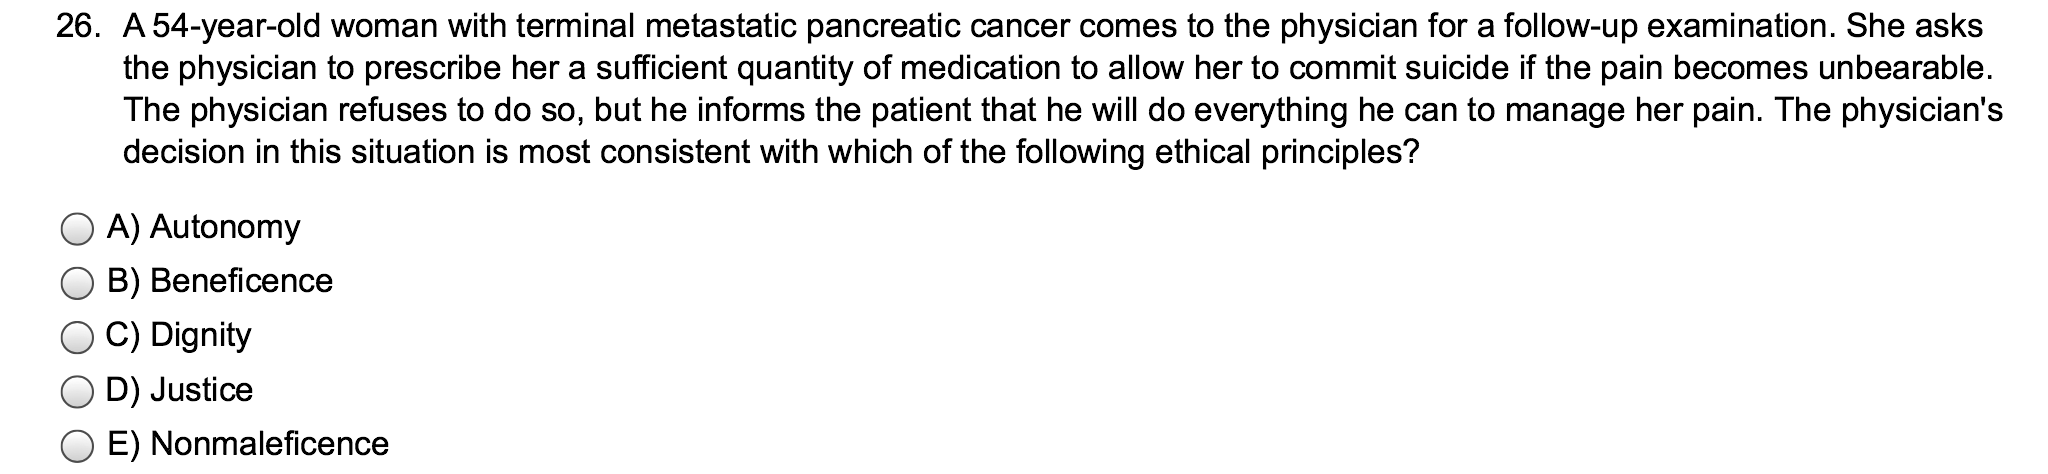 26. A 54-year-old woman with terminal metastatic pancreatic cancer comes to the physician for a follow-up examination. She asks
the physician to prescribe her a sufficient quantity of medication to allow her to commit suicide if the pain becomes unbearable.
The physician refuses to do so, but he informs the patient that he will do everything he can to manage her pain. The physician's
decision in this situation is most consistent with which of the following ethical principles?
A) Autonomy
B) Beneficence
C) Dignity
D) Justice
E) Nonmaleficence